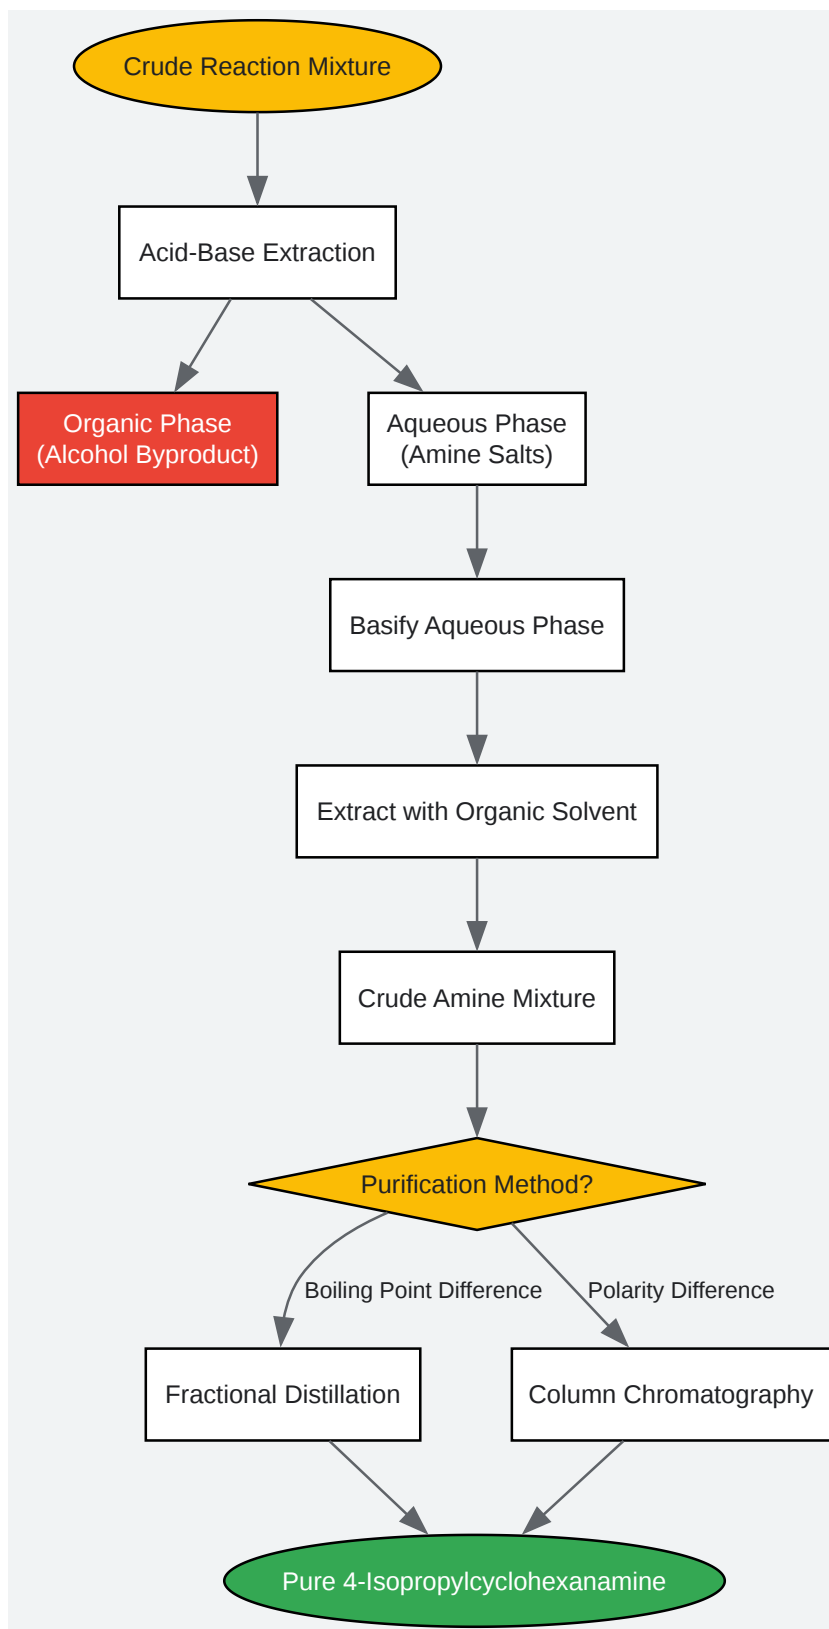 Crude Reaction Mixture
Acid-Base Extraction
Organic Phase
(Alcohol Byproduct)
Aqueous Phase
(Amine Salts)
Basify Aqueous Phase
Extract with Organic Solvent
Crude Amine Mixture
Purification Method?
Boiling Point Difference
Polarity Difference
Fractional Distillation
Column Chromatography
Pure 4-Isopropylcyclohexanamine